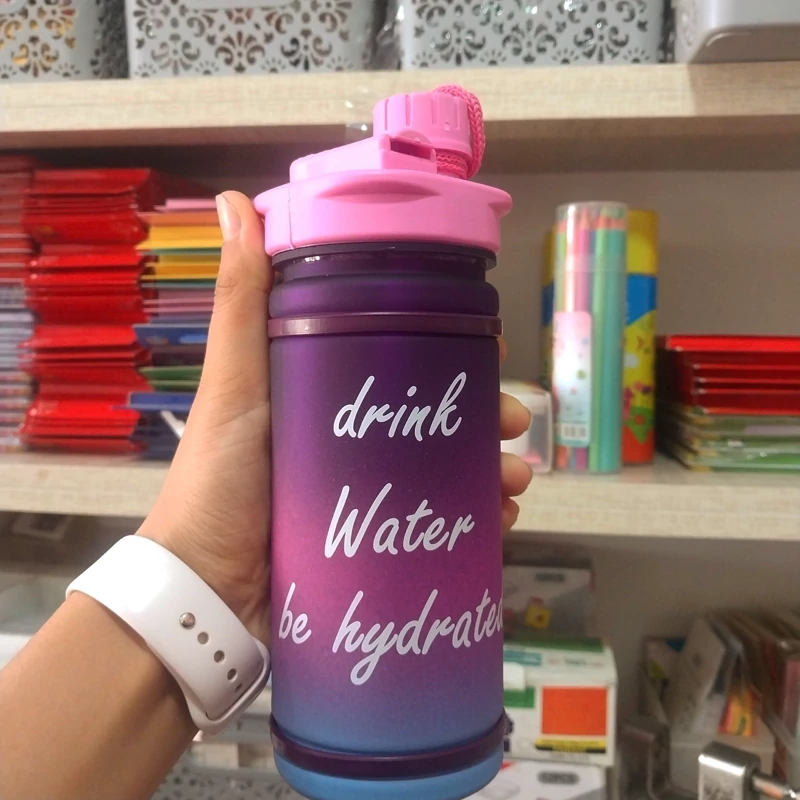 drink
Water
be hydrated